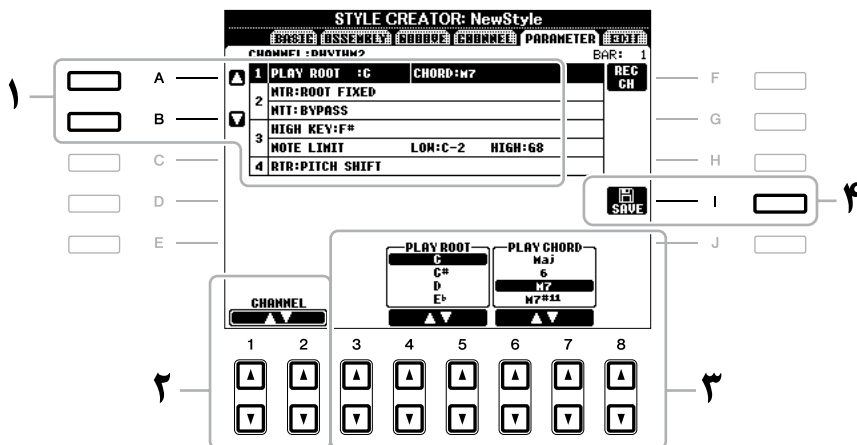 STYLE CREATOR: NewStyle
BASIC ASSEMBLY GROOVE CHANNEL PARAMETER EDIT
CHANNEL :RHYTHM2 BAR: 1
1 PLAY ROOT :C CHORD:M7
REC CH
2 NTR:ROOT FIXED
NTT:BYPASS
3 HIGH KEY:F#
NOTE LIMIT LOW:C-2 HIGH:G8
4 RTR:PITCH SHIFT
SAVE
A
B
C
D
E
F
G
H
I
J
۱
۴
PLAY ROOT
C
C#
D
E♭
PLAY CHORD
Maj
6
M7
M7#11
CHANNEL
1 2 3 4 5 6 7 8
۲
۳